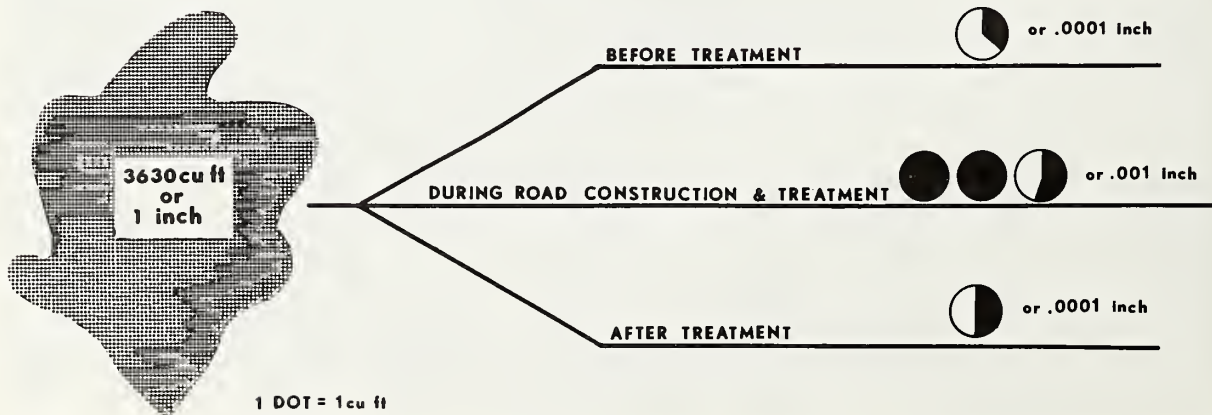 or .0001 inch
BEFORE TREATMENT
3630 cu ft
or
1 inch
DURING ROAD CONSTRUCTION & TREATMENT
or .001 inch
or .0001 inch
AFTER TREATMENT
1 DOT = 1 cu ft